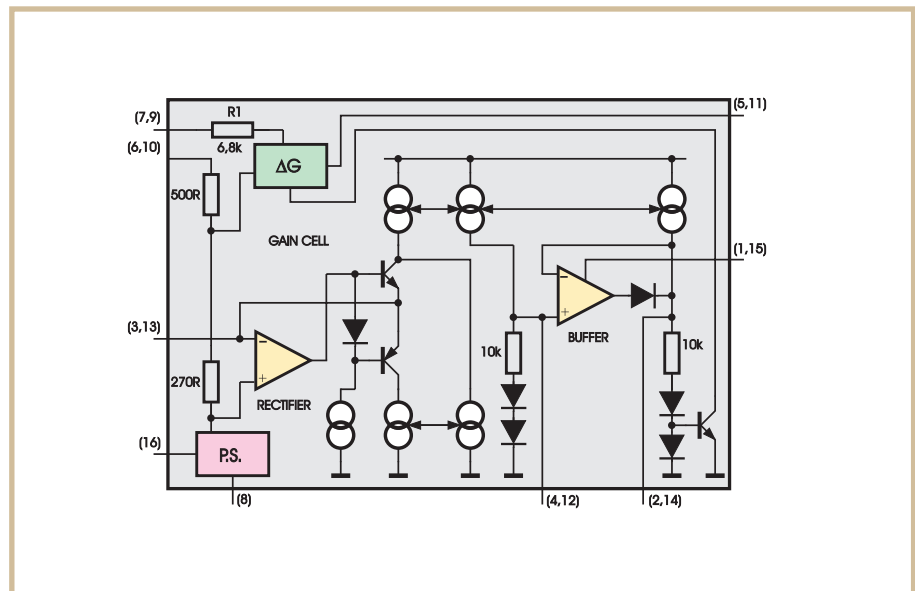 (7,9)
R1
(5,11)
(6,10)
6,8k
ΔG
500R
GAIN CELL
(1,15)
(3,13)
−
+
BUFFER
10k
10k
270R
−
+
RECTIFIER
(16)
P.S.
(8)
(4,12)
(2,14)